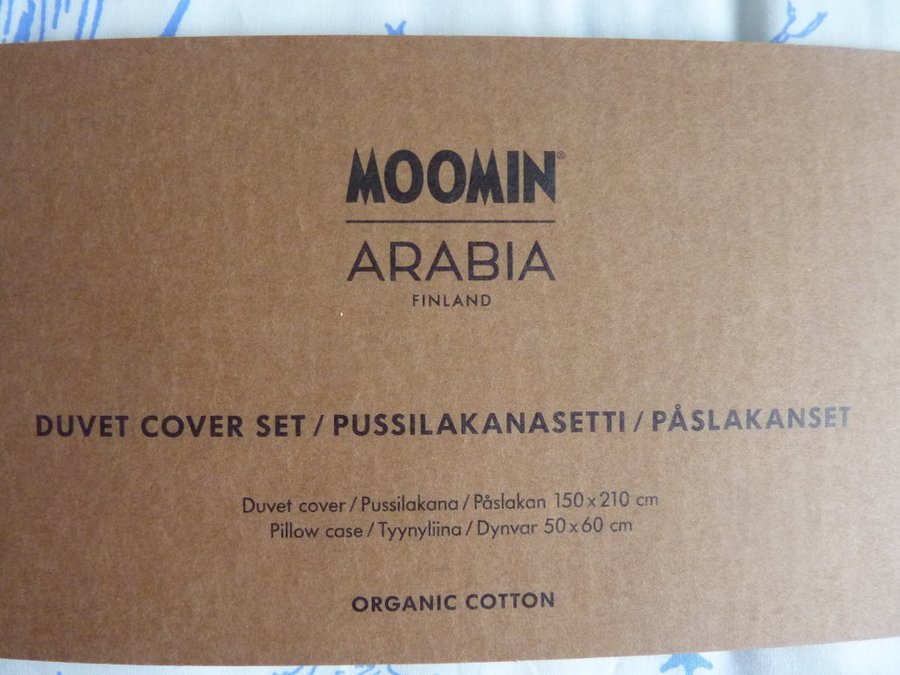 MOOMIN®
ARABIA
FINLAND
DUVET COVER SET / PUSSILAKANASETTI / PÅSLAKANSET
Duvet cover / Pussilakana / Påslakan 150 x 210 cm
Pillow case / Tyynyliina / Dynvar 50 x 60 cm
ORGANIC COTTON